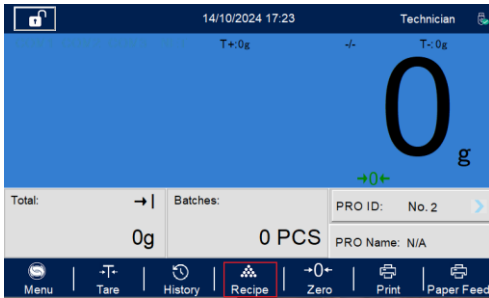 14/10/2024 17:23 Technician
T+:0g -/- T-:0g
0 g
→0←
Total: Batches: PRO ID: No.2
0g 0 PCS PRO Name: N/A
Menu Tare History Recipe Zero Print Paper Feed